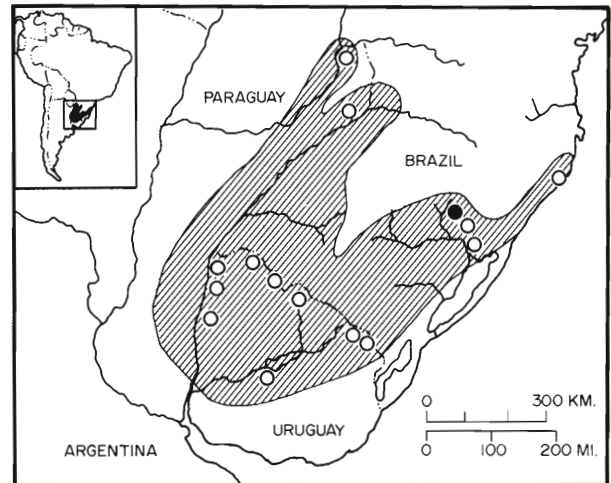 PARAGUAY
BRAZIL
0 300 KM.
0 100 200 MI.
URUGUAY
ARGENTINA